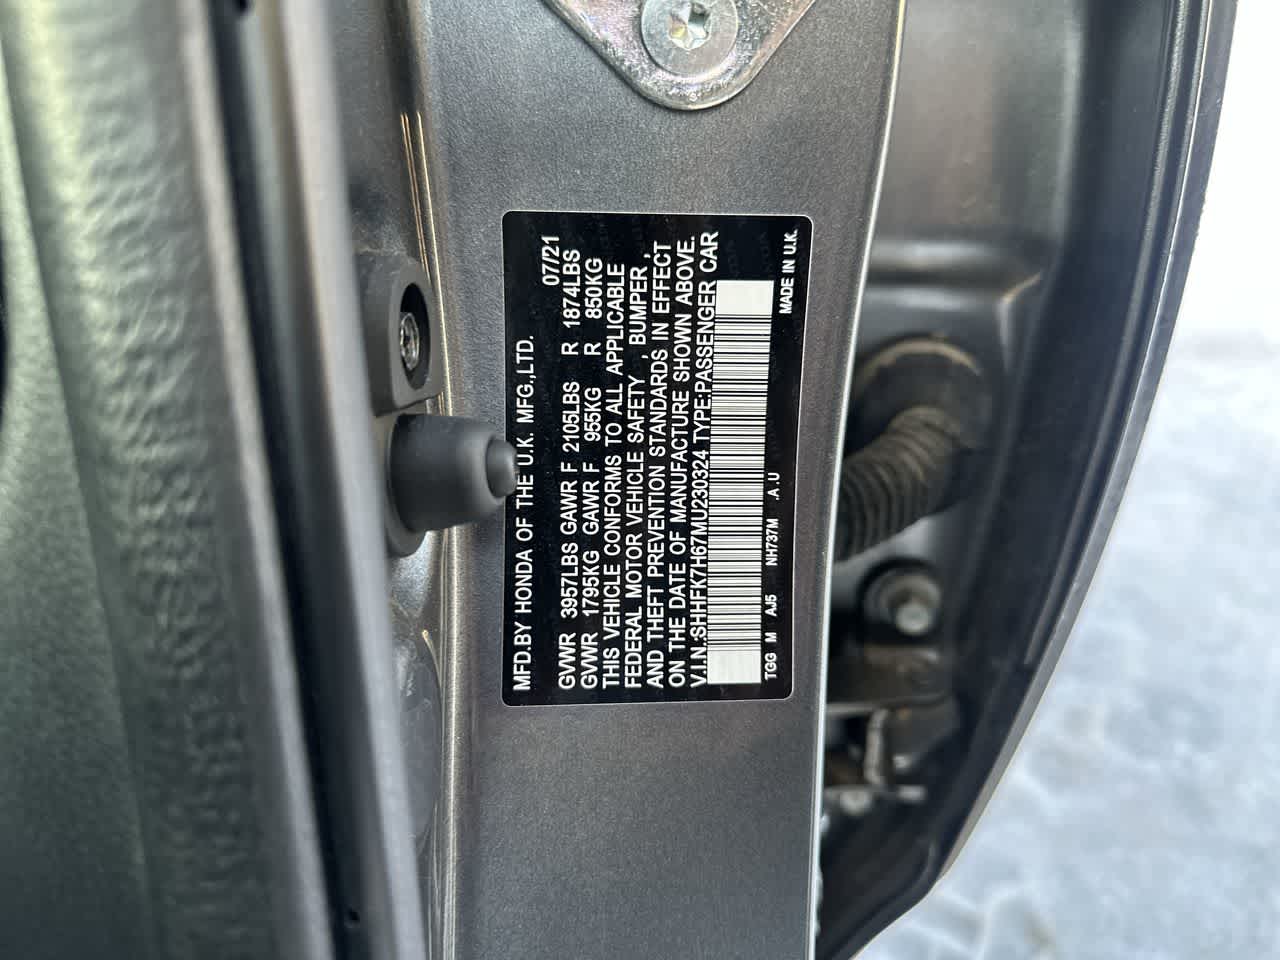 MFD.BY HONDA OF THE U.K. MFG.,LTD.
07/21
GVWR 3957LBS GAWR F 2105LBS R 1874LBS
GVWR 1795KG GAWR F 955KG R 850KG
THIS VEHICLE CONFORMS TO ALL APPLICABLE
FEDERAL MOTOR VEHICLE SAFETY , BUMPER ,
AND THEFT PREVENTION STANDARDS IN EFFECT
ON THE DATE OF MANUFACTURE SHOWN ABOVE.
V.I.N.:SHHFK7H67MU230324 TYPE:PASSENGER CAR
TGG M AJ5 NH737M .A.U MADE IN U.K.